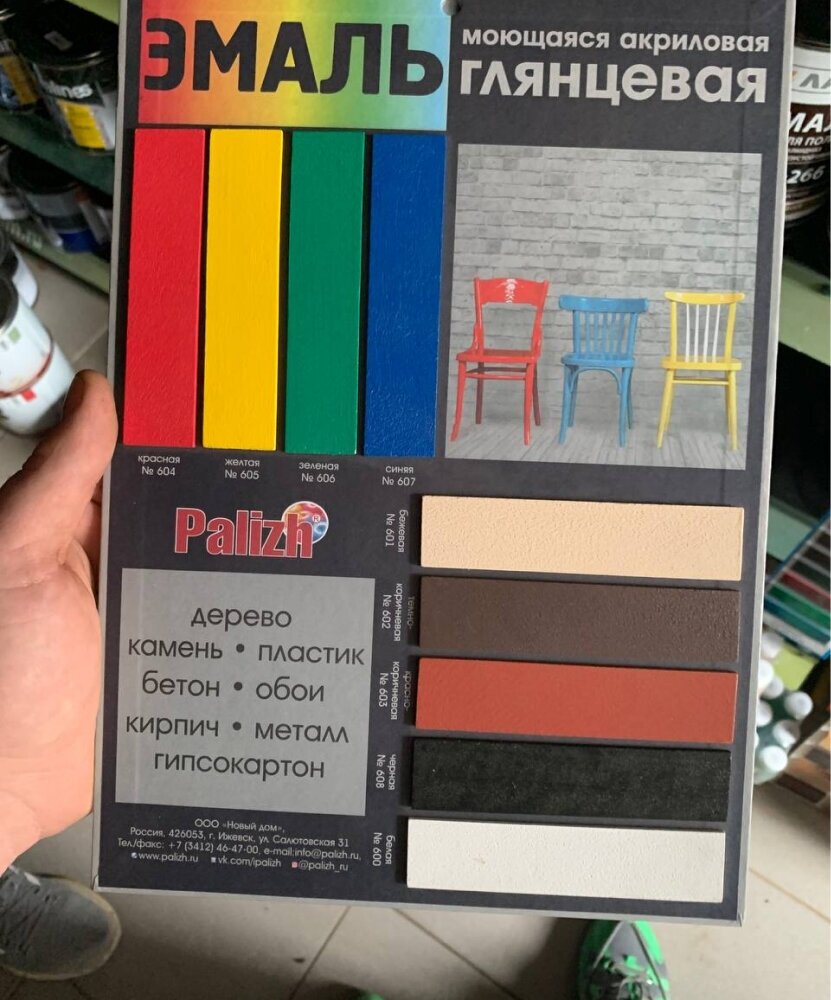 ЭМАЛЬ
моющаяся акриловая
глянцевая
красная
№ 604
желтая
№ 605
зеленая
№ 606
синяя
№ 607
Palizh®
бежевая
№ 601
темно-
коричневая
№ 602
красно-
коричневая
№ 603
черная
№ 608
белая
№ 600
дерево
камень • пластик
бетон • обои
кирпич • металл
гипсокартон
ООО «Новый дом»,
Россия, 426053, г. Ижевск, ул. Салютовская 31
Тел./факс: +7 (3412) 46-47-00, e-mail:info@palizh.ru,
www.palizh.ru vk.com/ipalizh @palizh_ru
266